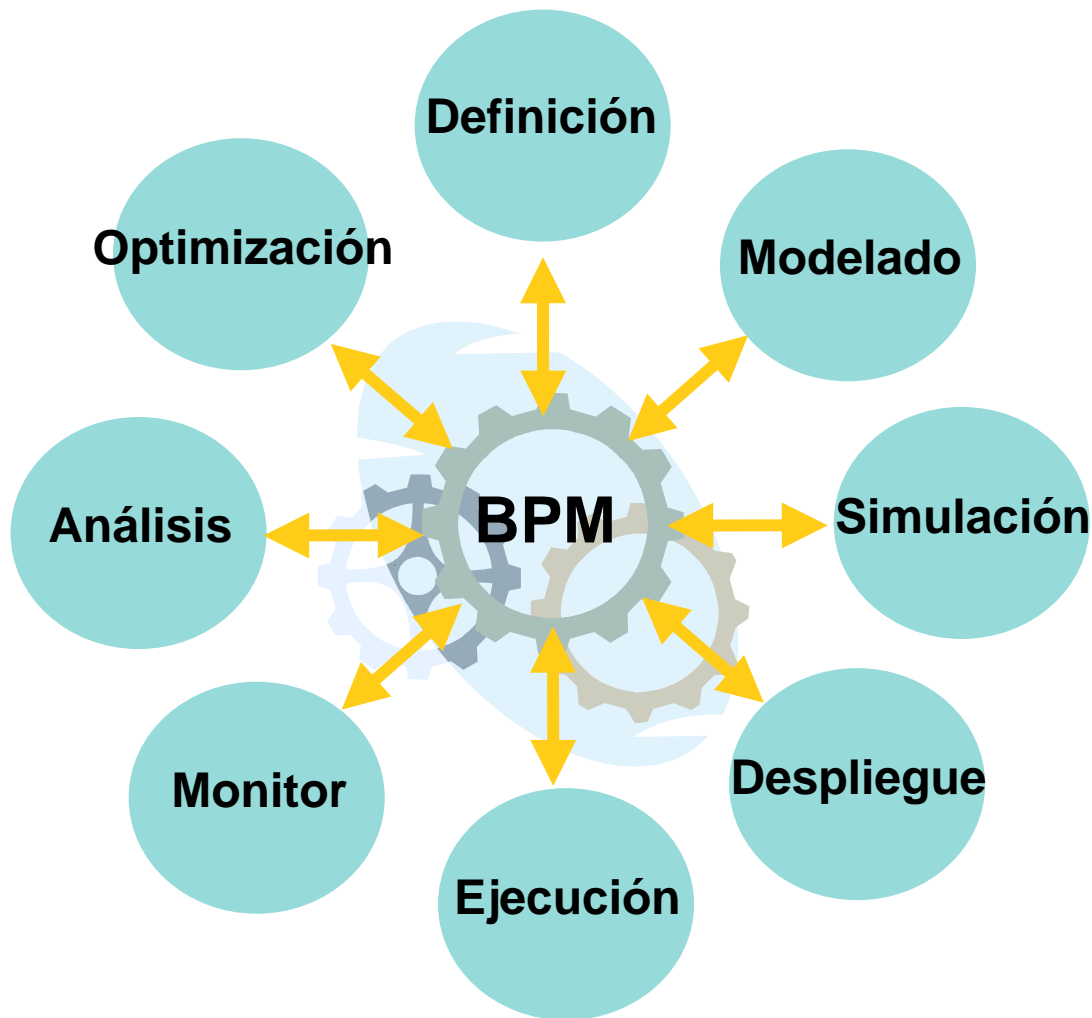 Definición
Modelado
Simulación
Despliegue
Ejecución
Monitor
Análisis
Optimización
BPM